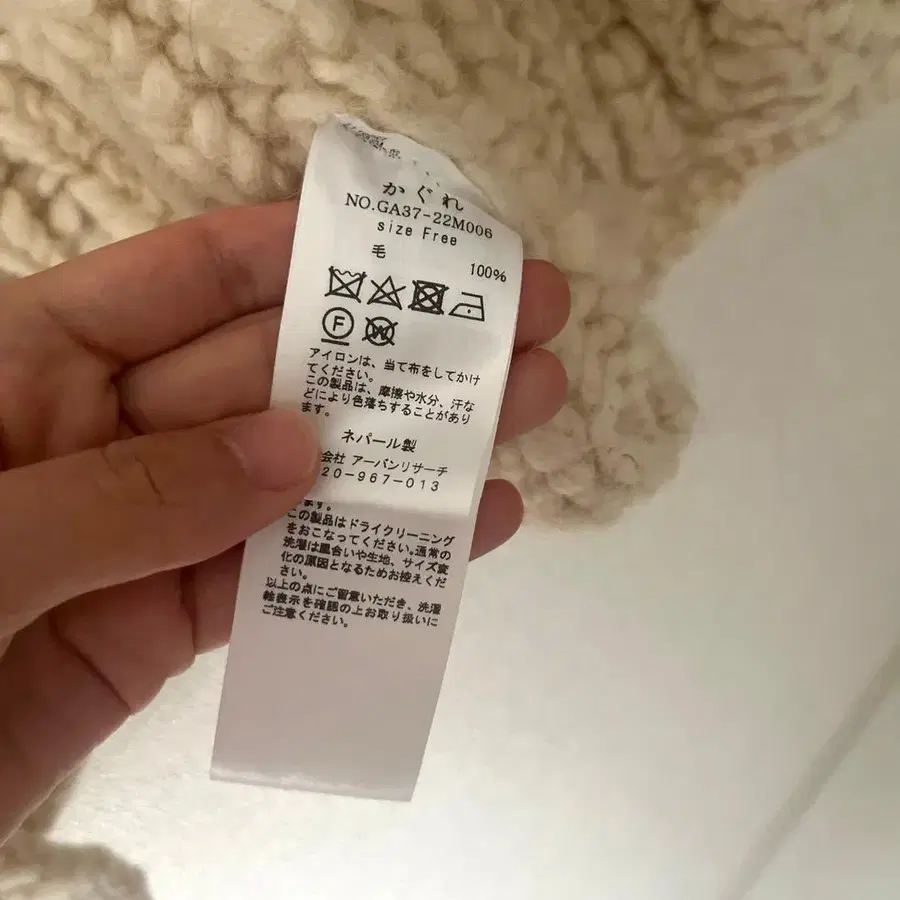 かぐれ
NO.GA37-22M006
size Free
毛 100%
F
W
アイロンは、当て布をしてかけ
てください。
この製品は、摩擦や水分、汗な
どにより色落ちすることがあり
ます。
ネパール製
会社 アーバンリサーチ
20-967-013
ます。
この製品はドライクリーニング
をおこなってください。通常の
洗濯は風合いや生地、サイズ変
化の原因となるためお控えくだ
さい。
以上の点にご留意いただき、洗濯
絵表示を確認の上お取り扱いに
ご注意ください。